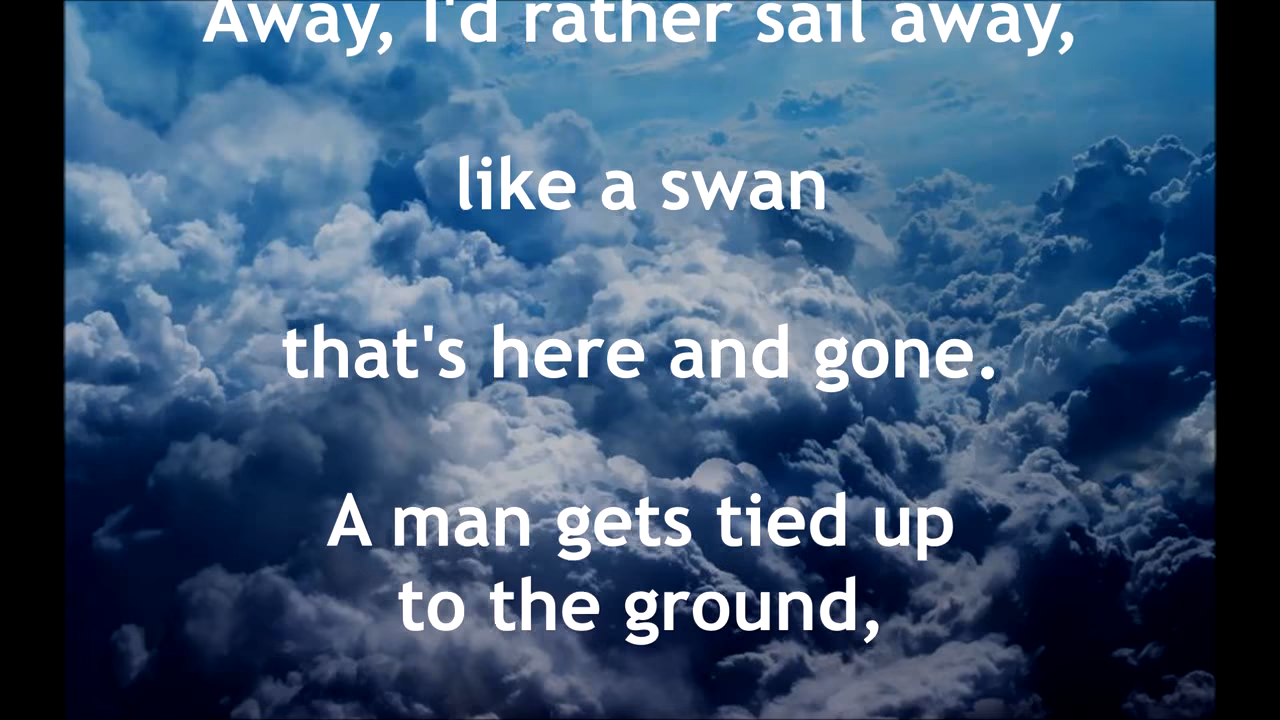 Away, I'd rather sail away,
like a swan
that's here and gone.
A man gets tied up
to the ground,